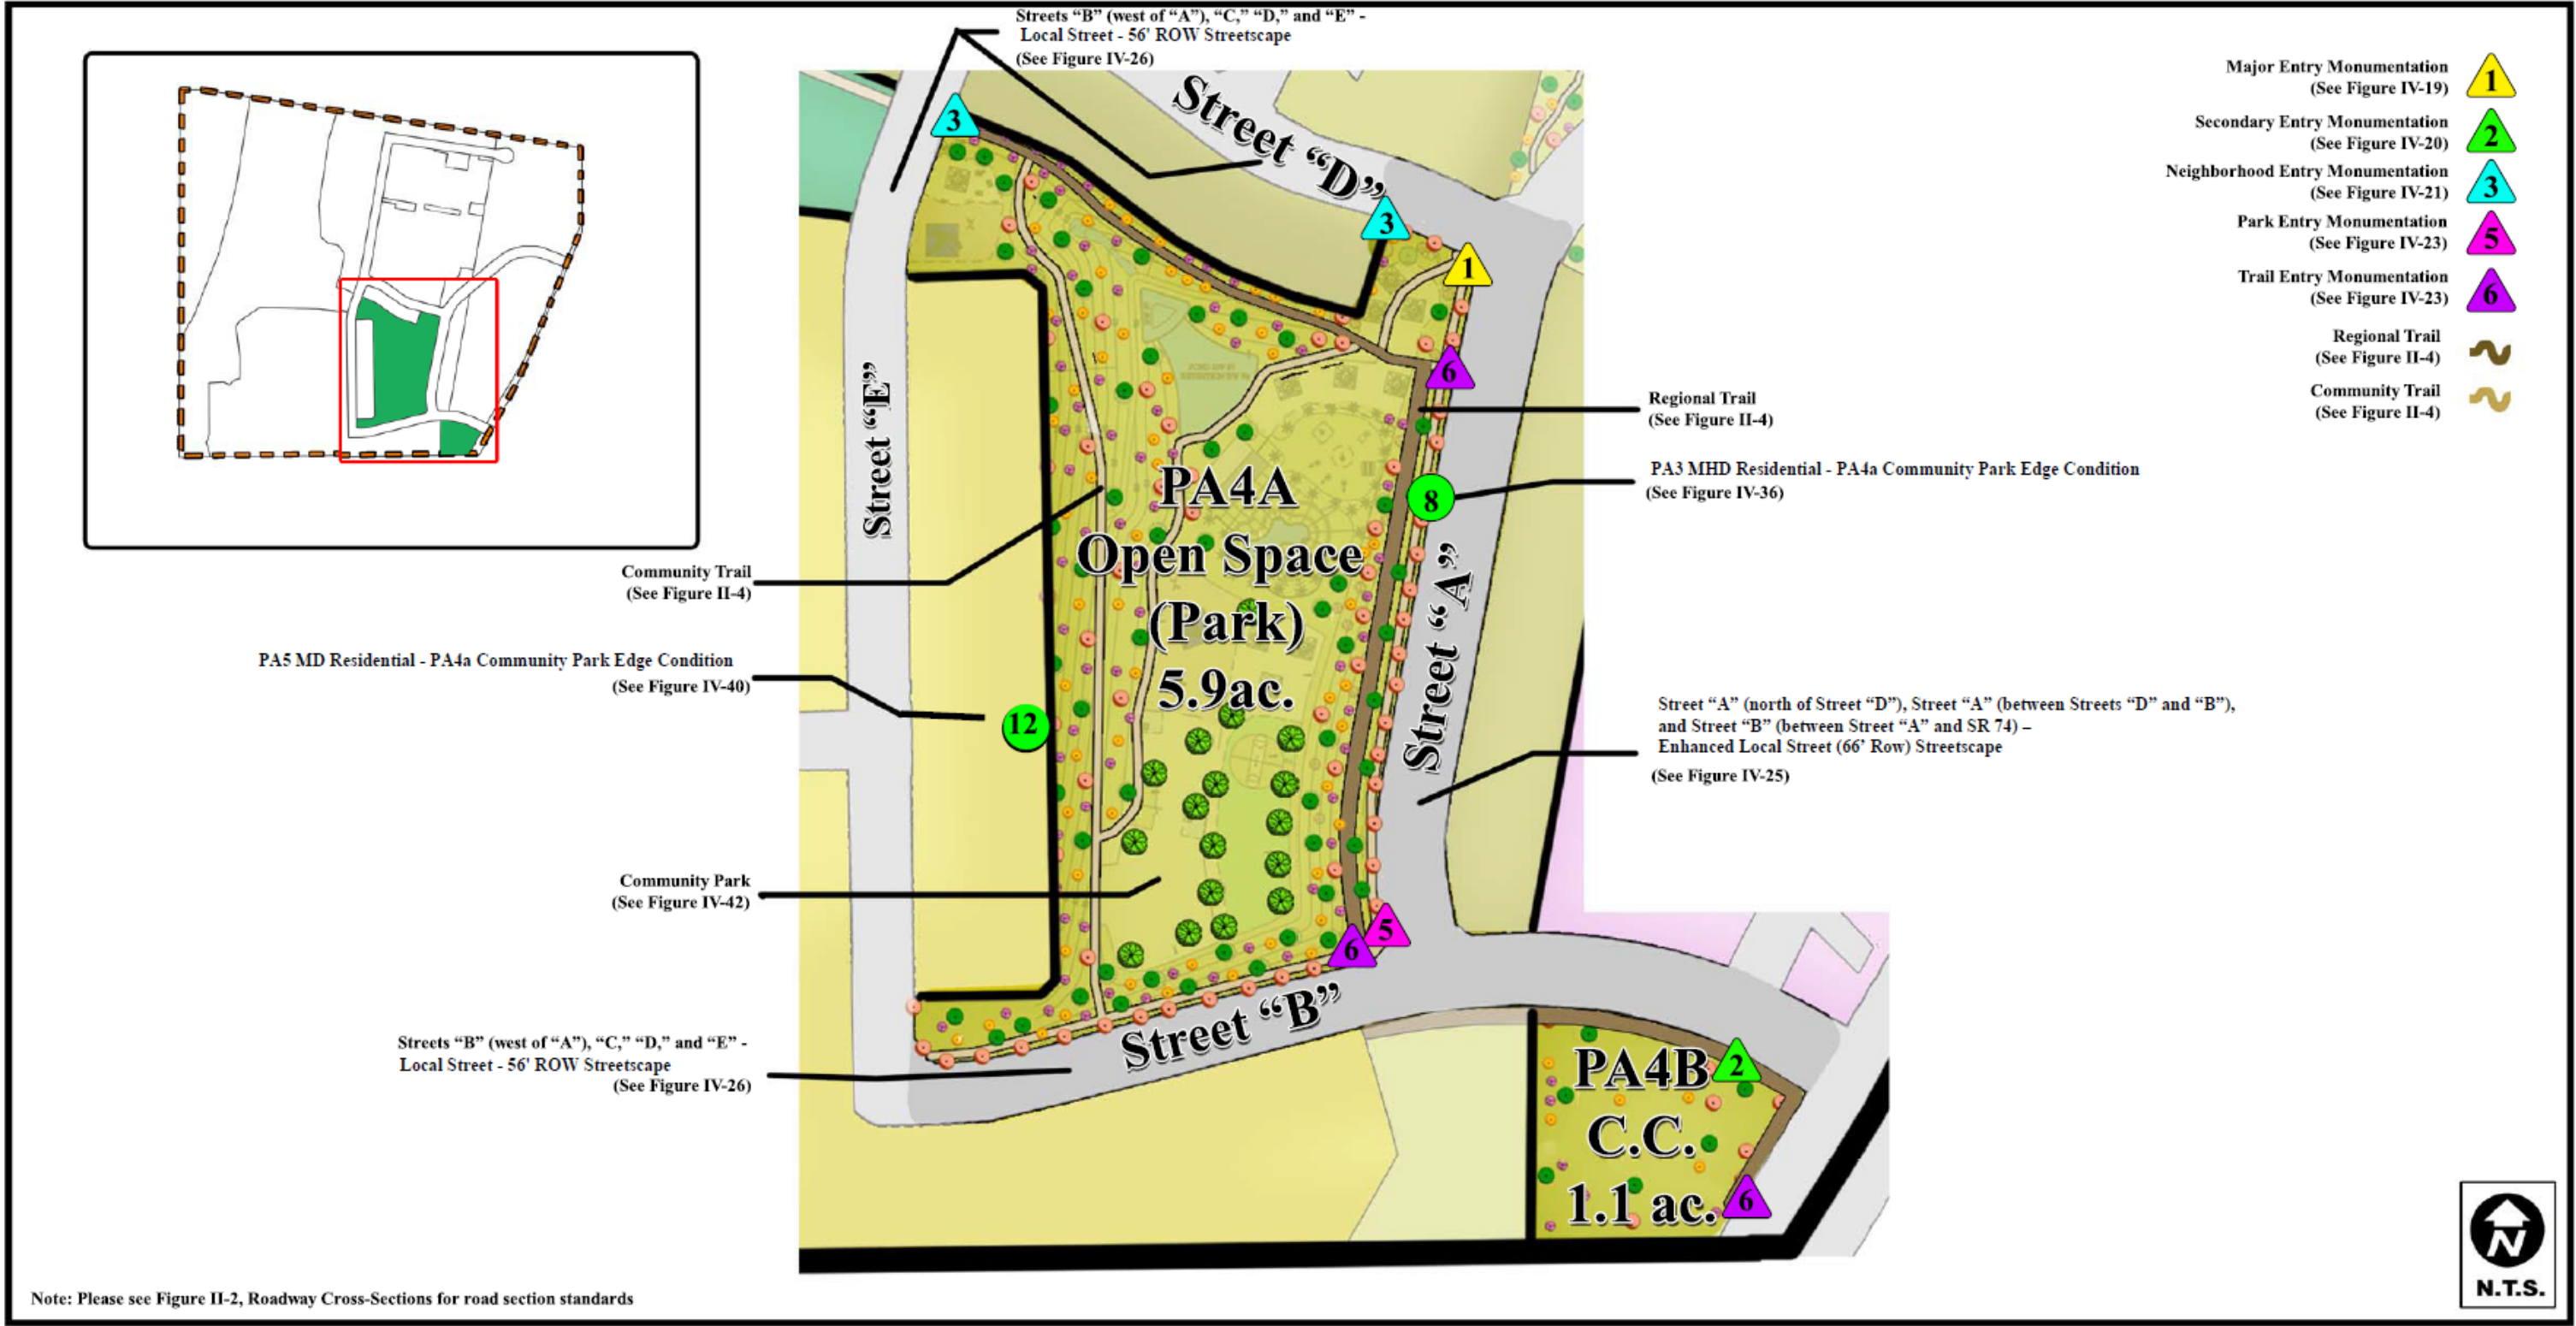 Streets “B” (west of “A”), “C,” “D,” and “E” -
Local Street - 56' ROW Streetscape
(See Figure IV-26)
Major Entry Monumentation
(See Figure IV-19)
1
Secondary Entry Monumentation
(See Figure IV-20)
2
Neighborhood Entry Monumentation
(See Figure IV-21)
3
Park Entry Monumentation
(See Figure IV-23)
5
Trail Entry Monumentation
(See Figure IV-23)
6
Regional Trail
(See Figure II-4)
Community Trail
(See Figure II-4)
3
Street “D”
3
1
6
Street “E”
Regional Trail
(See Figure II-4)
PA3 MHD Residential - PA4a Community Park Edge Condition
(See Figure IV-36)
8
PA4A
Open Space
(Park)
5.9ac.
Street “A”
Community Trail
(See Figure II-4)
PA5 MD Residential - PA4a Community Park Edge Condition
(See Figure IV-40)
12
Street “A” (north of Street “D”), Street “A” (between Streets “D” and “B”),
and Street “B” (between Street “A” and SR 74) –
Enhanced Local Street (66’ Row) Streetscape
(See Figure IV-25)
Community Park
(See Figure IV-42)
5
6
Street “B”
Streets “B” (west of “A”), “C,” “D,” and “E” -
Local Street - 56' ROW Streetscape
(See Figure IV-26)
PA4B
2
C.C.
1.1 ac.
6
N
N.T.S.
Note: Please see Figure II-2, Roadway Cross-Sections for road section standards